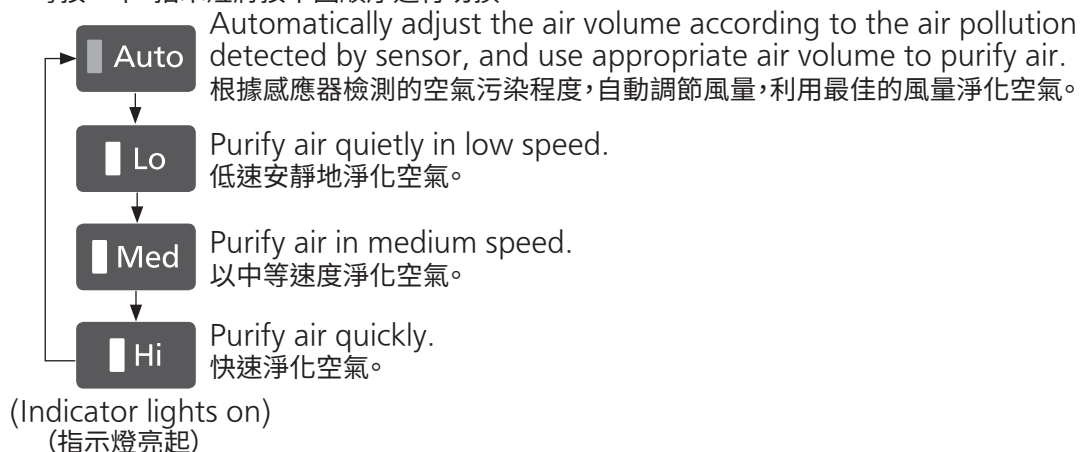 Auto
Automatically adjust the air volume according to the air pollution
detected by sensor, and use appropriate air volume to purify air.
根據感應器檢測的空氣污染程度,自動調節風量,利用最佳的風量淨化空氣。
Lo
Purify air quietly in low speed.
低速安靜地淨化空氣。
Med
Purify air in medium speed.
以中等速度淨化空氣。
Hi
Purify air quickly.
快速淨化空氣。
(Indicator lights on)
(指示燈亮起)